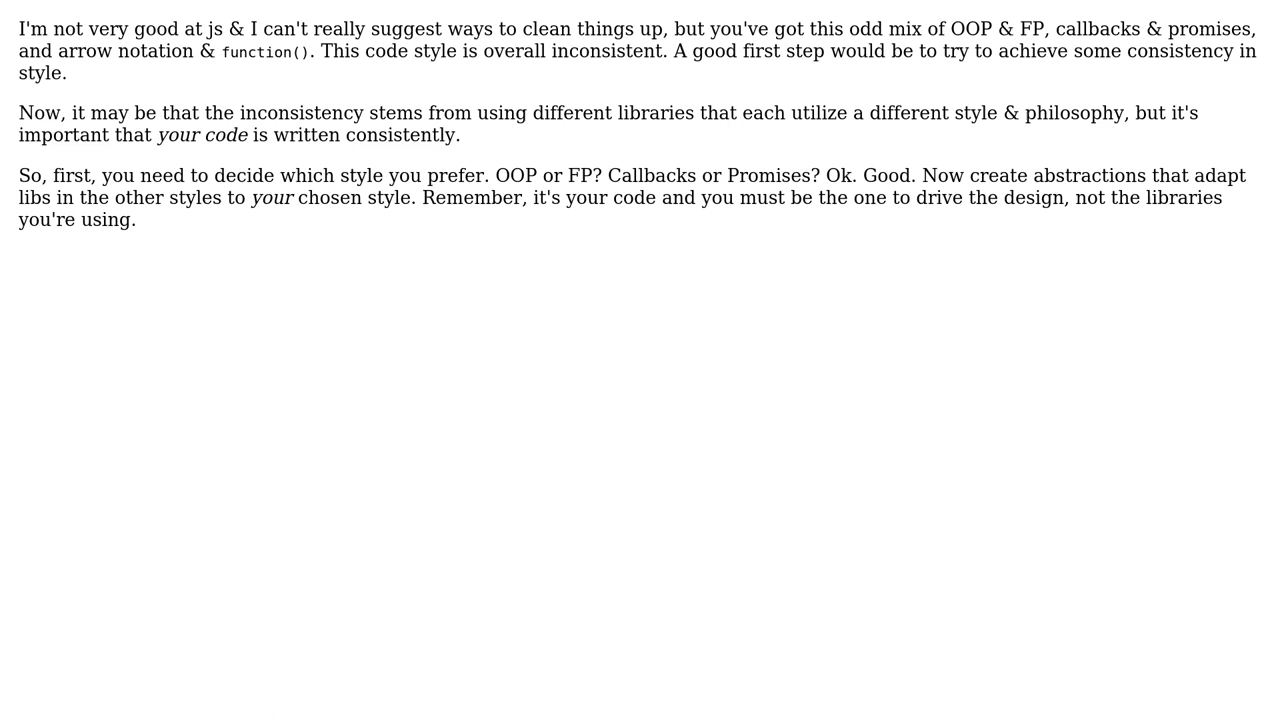 I'm not very good at js & I can't really suggest ways to clean things up, but you've got this odd mix of OOP & FP, callbacks & promises,
and arrow notation & function(). This code style is overall inconsistent. A good first step would be to try to achieve some consistency in
style.
Now, it may be that the inconsistency stems from using different libraries that each utilize a different style & philosophy, but it's
important that your code is written consistently.
So, first, you need to decide which style you prefer. OOP or FP? Callbacks or Promises? Ok. Good. Now create abstractions that adapt
libs in the other styles to your chosen style. Remember, it's your code and you must be the one to drive the design, not the libraries
you're using.